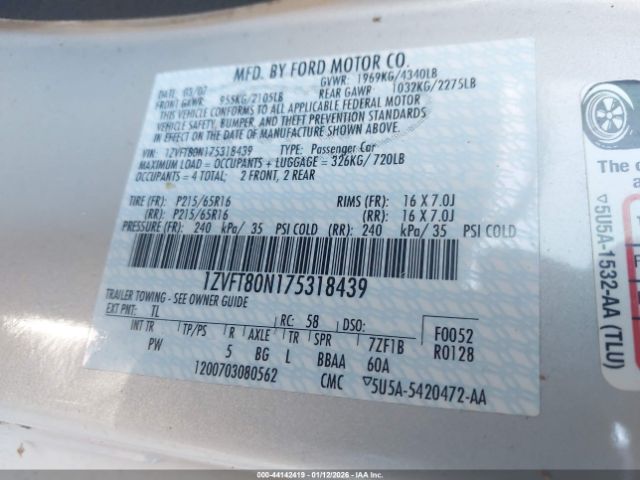 MFD. BY FORD MOTOR CO.
DATE: 03/07 GVWR: 1969KG/4340LB
FRONT GAWR: 955KG/2105LB REAR GAWR: 1032KG/2275LB
THIS VEHICLE CONFORMS TO ALL APPLICABLE FEDERAL MOTOR
VEHICLE SAFETY, BUMPER, AND THEFT PREVENTION STANDARDS
IN EFFECT ON THE DATE OF MANUFACTURE SHOWN ABOVE.
VIN: 1ZVFT80N175318439 TYPE: Passenger Car
MAXIMUM LOAD = OCCUPANTS + LUGGAGE = 326KG/720LB
OCCUPANTS = 4 TOTAL; 2 FRONT, 2 REAR
TIRE (FR): P215/65R16 RIMS (FR): 16 X 7.0J
(RR): P215/65R16 (RR): 16 X 7.0J
PRESSURE (FR): 240 kPa/ 35 PSI COLD (RR): 240 kPa/ 35 PSI COLD
1ZVFT80N175318439
TRAILER TOWING - SEE OWNER GUIDE
EXT PNT: TL RC: 58 DSO: F0052
INT TR TP/PS R AXLE TR SPR 7ZF1B R0128
PW 5 BG L BBAA 60A
1200703080562 CMC ▽5U5A-5420472-AA
The c
a
▽5U5A-1532-AA (TLU)
000-44142419 - 01/12/2026 - IAAI.CA